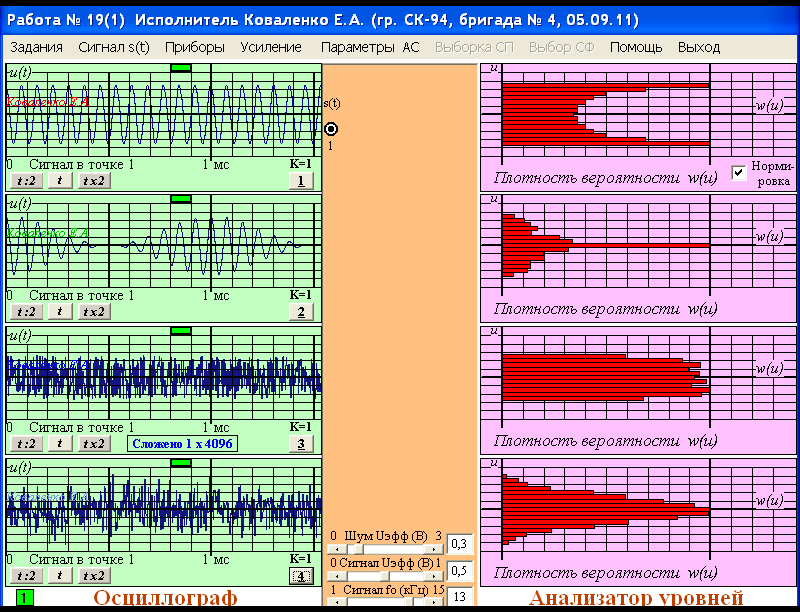 Работа № 19(1) Исполнитель Коваленко Е.А. (гр. СК-94, бригада № 4, 05.09.11)
Задания Сигнал s(t) Приборы Усиление Параметры АС Выборка СП Выбор СФ Помощь Выход
u(t)
Коваленко Е.А
0 Сигнал в точке 1 1 мс K=1
t:2 t tx2 1
s(t)
1
u
w(u)
Плотность вероятности w(u)
Нормировка
u(t)
Коваленко Е.А
0 Сигнал в точке 1 1 мс K=1
t:2 t tx2 2
u
w(u)
Плотность вероятности w(u)
u(t)
0 Сигнал в точке 1 1 мс K=1
t:2 t tx2 Сложено 1 x 4096 3
u
w(u)
Плотность вероятности w(u)
u(t)
0 Сигнал в точке 1 1 мс K=1
t:2 t tx2 4
u
w(u)
Плотность вероятности w(u)
0 Шум Uэфф (В) 3
0,3
0 Сигнал Uэфф (В) 1
0,5
1 Сигнал fo (кГц) 15
13
1 Осциллограф
Анализатор уровней